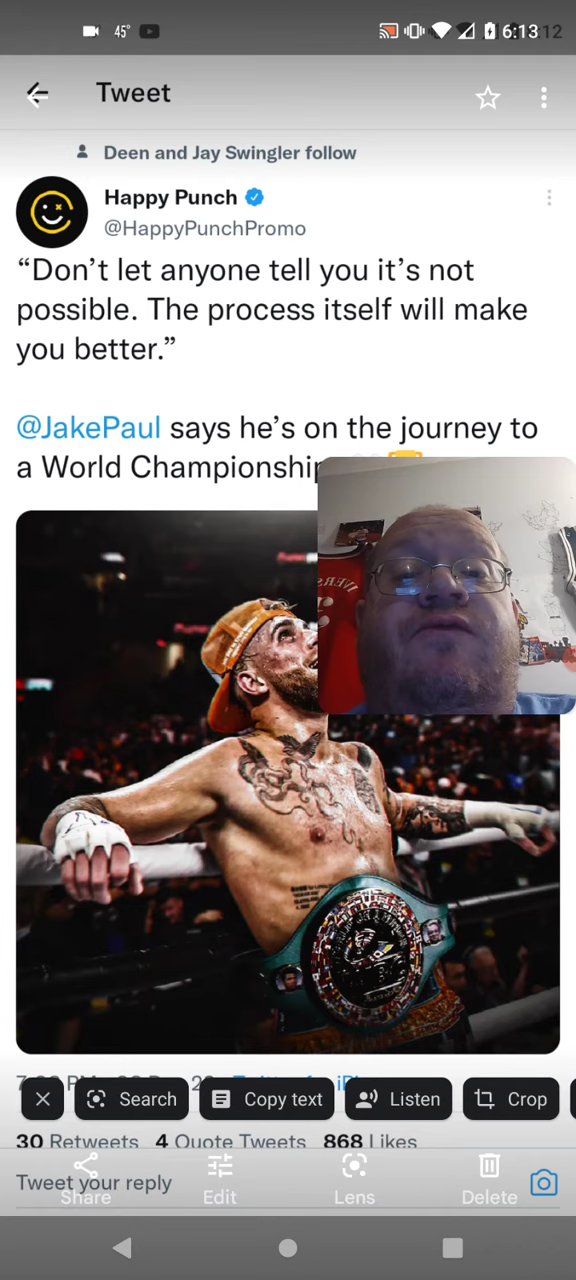 45°
6:13
12
Tweet
Deen and Jay Swingler follow
Happy Punch
@HappyPunchPromo
“Don’t let anyone tell you it’s not
possible. The process itself will make
you better.”
@JakePaul says he’s on the journey to
a World Championship
Search
Copy text
Listen
Crop
30 Retweets 4 Quote Tweets 868 Likes
Tweet your reply
Share
Edit
Lens
Delete